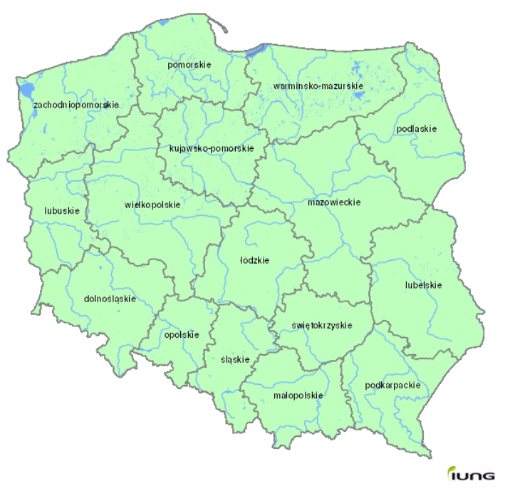 pomorskie
warmińsko-mazurskie
zachodniopomorskie
podlaskie
kujawsko-pomorskie
wielkopolskie
mazowieckie
lubuskie
łódzkie
lubelskie
dolnośląskie
świętokrzyskie
opolskie
śląskie
podkarpackie
małopolskie
IUNG